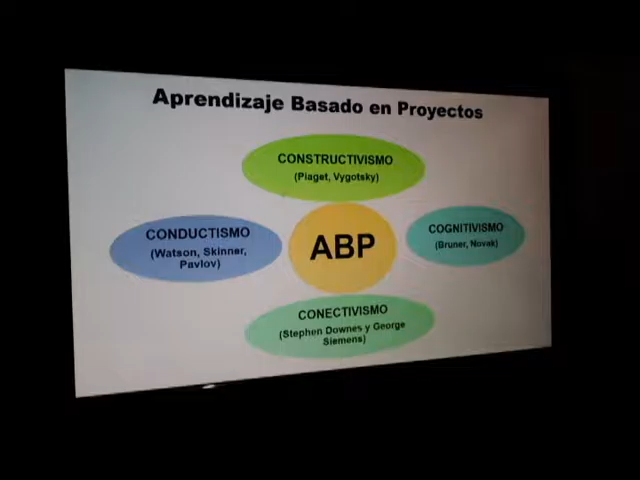 Aprendizaje Basado en Proyectos
CONSTRUCTIVISMO
(Piaget, Vygotsky)
CONDUCTISMO
(Watson, Skinner,
Pavlov)
ABP
COGNITIVISMO
(Bruner, Novak)
CONECTIVISMO
(Stephen Downes y George
Siemens)